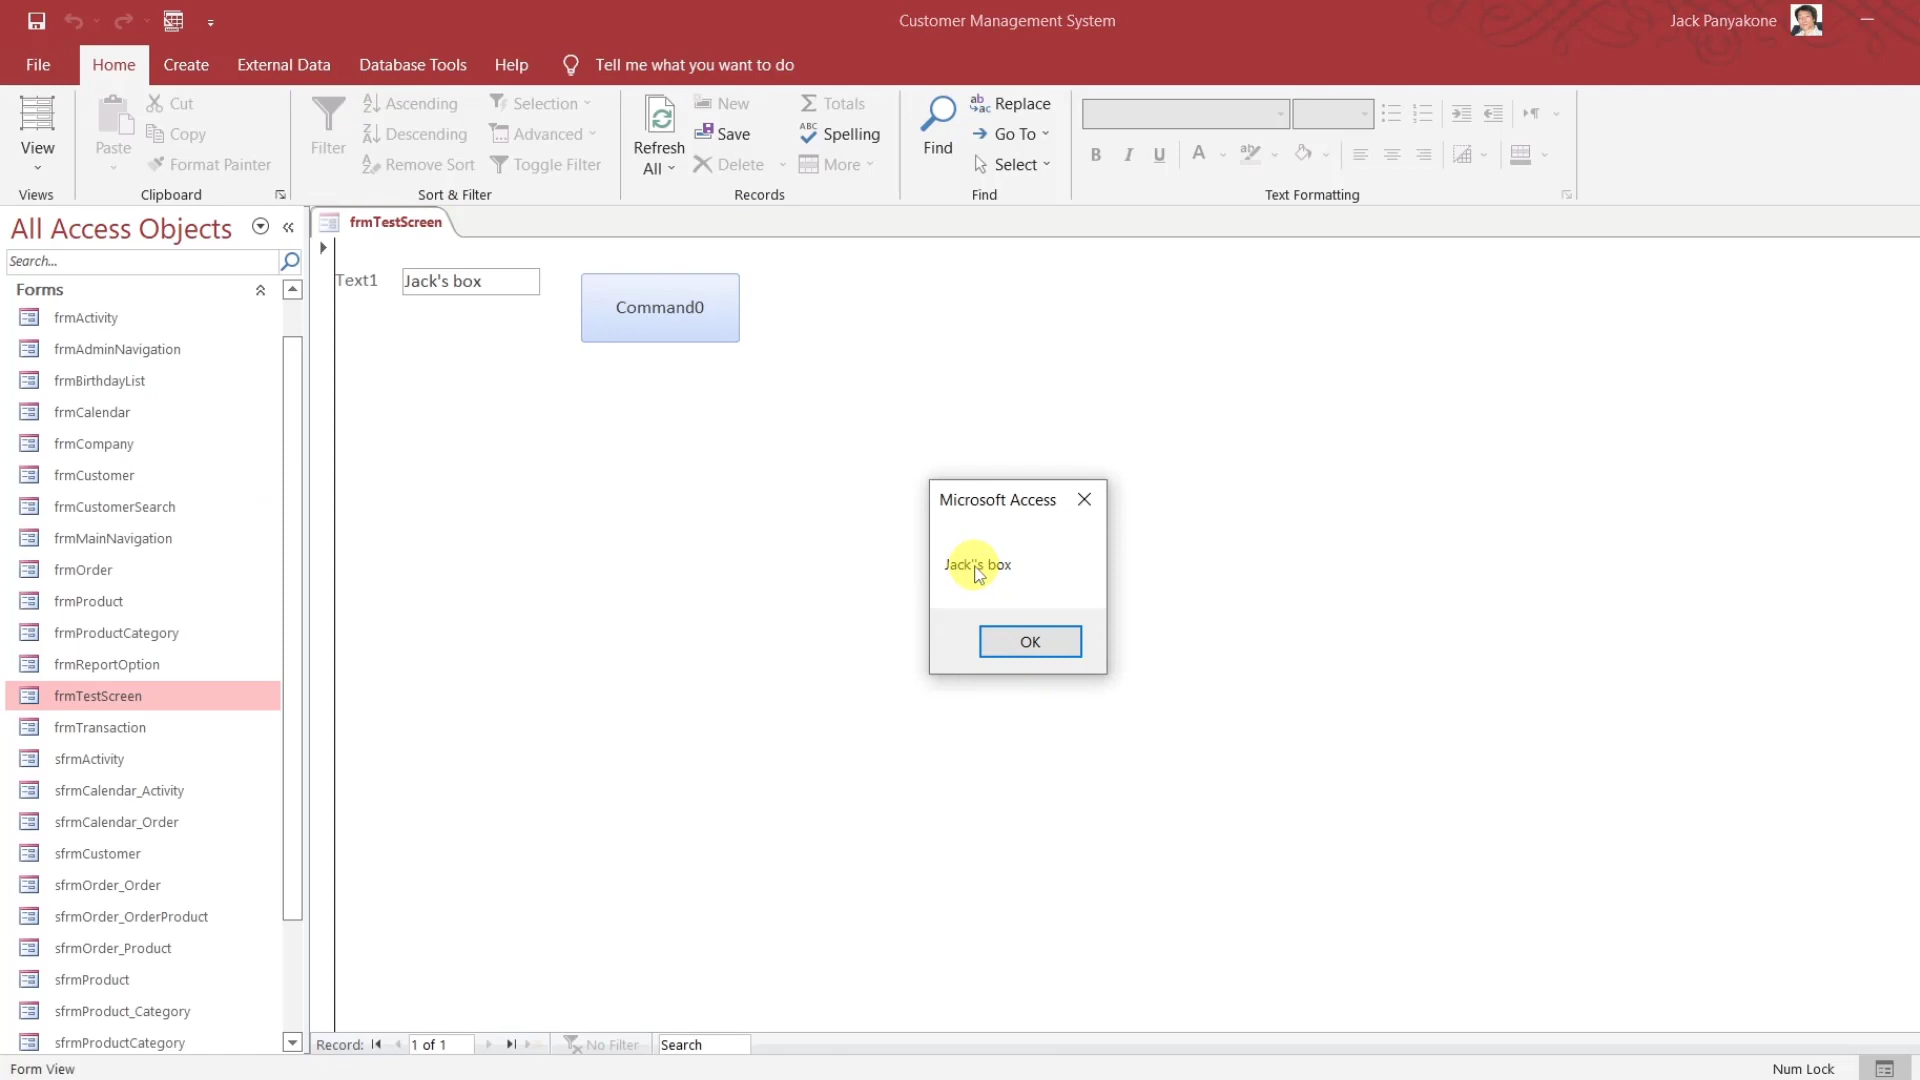 Customer Management System
Jack Panyakone
File
Home
Create
External Data
Database Tools
Help
Tell me what you want to do
View
Views
Paste
Cut
Copy
Format Painter
Clipboard
Filter
Ascending
Descending
Remove Sort
Selection
Advanced
Toggle Filter
Sort & Filter
Refresh
All
New
Save
Delete
Totals
Spelling
More
Records
Find
Replace
Go To
Select
Find
B I U A
Text Formatting
All Access Objects
Search...
Forms
frmActivity
frmAdminNavigation
frmBirthdayList
frmCalendar
frmCompany
frmCustomer
frmCustomerSearch
frmMainNavigation
frmOrder
frmProduct
frmProductCategory
frmReportOption
frmTestScreen
frmTransaction
sfrmActivity
sfrmCalendar_Activity
sfrmCalendar_Order
sfrmCustomer
sfrmOrder_Order
sfrmOrder_OrderProduct
sfrmOrder_Product
sfrmProduct
sfrmProduct_Category
sfrmProductCategory
frmTestScreen
Text1
Jack's box
Command0
Microsoft Access
Jack''s box
OK
Record:
1 of 1
No Filter
Search
Form View
Num Lock